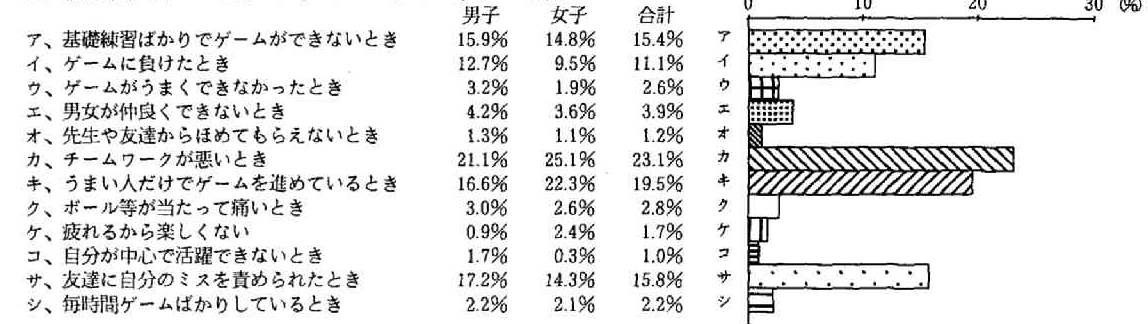 男子 女子 合計
ア、基礎練習ばかりでゲームができないとき 15.9% 14.8% 15.4%
イ、ゲームに負けたとき 12.7% 9.5% 11.1%
ウ、ゲームがうまくできなかったとき 3.2% 1.9% 2.6%
エ、男女が仲良くできないとき 4.2% 3.6% 3.9%
オ、先生や友達からほめてもらえないとき 1.3% 1.1% 1.2%
カ、チームワークが悪いとき 21.1% 25.1% 23.1%
キ、うまい人だけでゲームを進めているとき 16.6% 22.3% 19.5%
ク、ボール等が当たって痛いとき 3.0% 2.6% 2.8%
ケ、疲れるから楽しくない 0.9% 2.4% 1.7%
コ、自分が中心で活躍できないとき 1.7% 0.3% 1.0%
サ、友達に自分のミスを責められたとき 17.2% 14.3% 15.8%
シ、毎時間ゲームばかりしているとき 2.2% 2.1% 2.2%
0 10 20 30 (%)
ア
イ
ウ
エ
オ
カ
キ
ク
ケ
コ
サ
シ